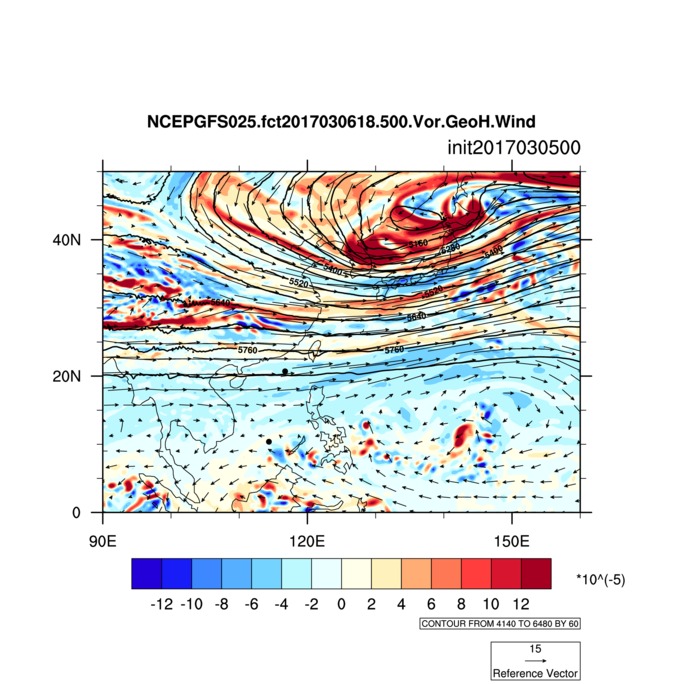 NCEPGFS025.fct2017030618.500.Vor.GeoH.Wind
init2017030500
40N
20N
0
90E 120E 150E
5160
5280
5400
5400
5520
5520
5640
5640
5760
5760
-12 -10 -8 -6 -4 -2 0 2 4 6 8 10 12
*10^(-5)
CONTOUR FROM 4140 TO 6480 BY 60
15
Reference Vector